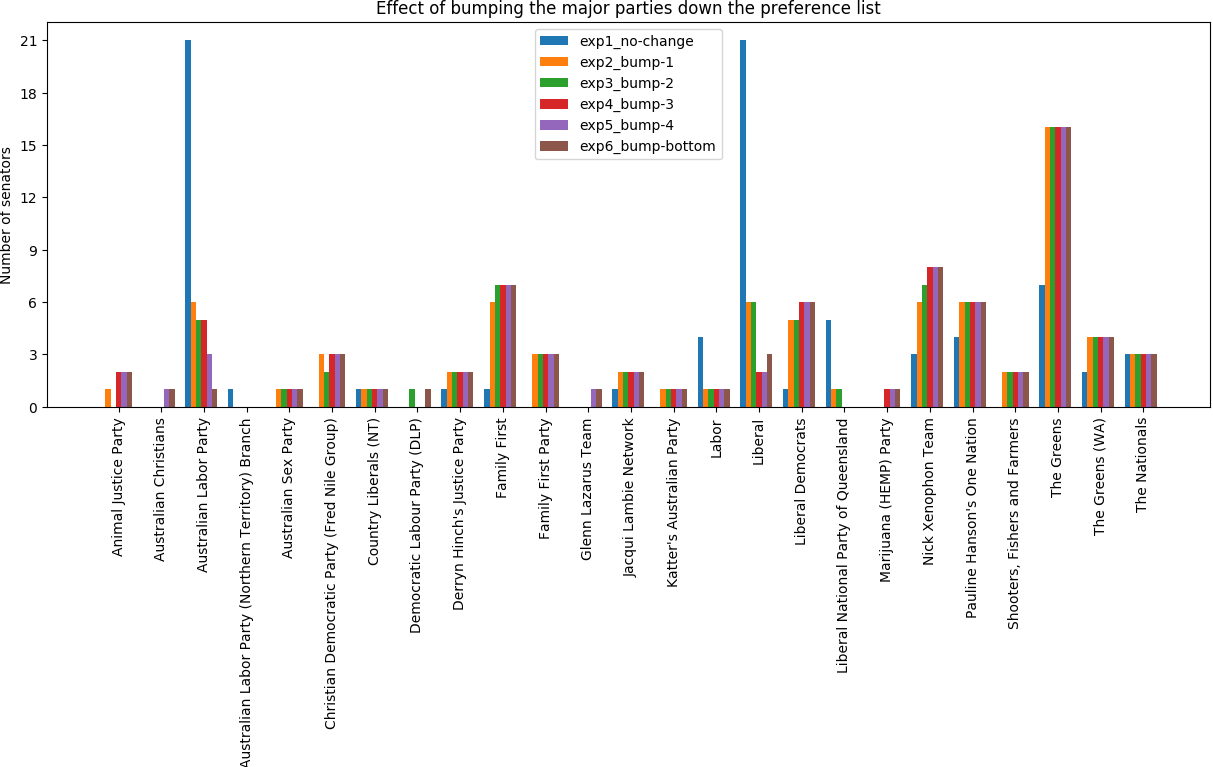 Effect of bumping the major parties down the preference list
exp1_no-change
exp2_bump-1
exp3_bump-2
exp4_bump-3
exp5_bump-4
exp6_bump-bottom
Number of senators
21
18
15
12
9
6
3
0
Animal Justice Party
Australian Christians
Australian Labor Party
Australian Labor Party (Northern Territory) Branch
Australian Sex Party
Christian Democratic Party (Fred Nile Group)
Country Liberals (NT)
Democratic Labour Party (DLP)
Derryn Hinch's Justice Party
Family First
Family First Party
Glenn Lazarus Team
Jacqui Lambie Network
Katter's Australian Party
Labor
Liberal
Liberal Democrats
Liberal National Party of Queensland
Marijuana (HEMP) Party
Nick Xenophon Team
Pauline Hanson's One Nation
Shooters, Fishers and Farmers
The Greens
The Greens (WA)
The Nationals